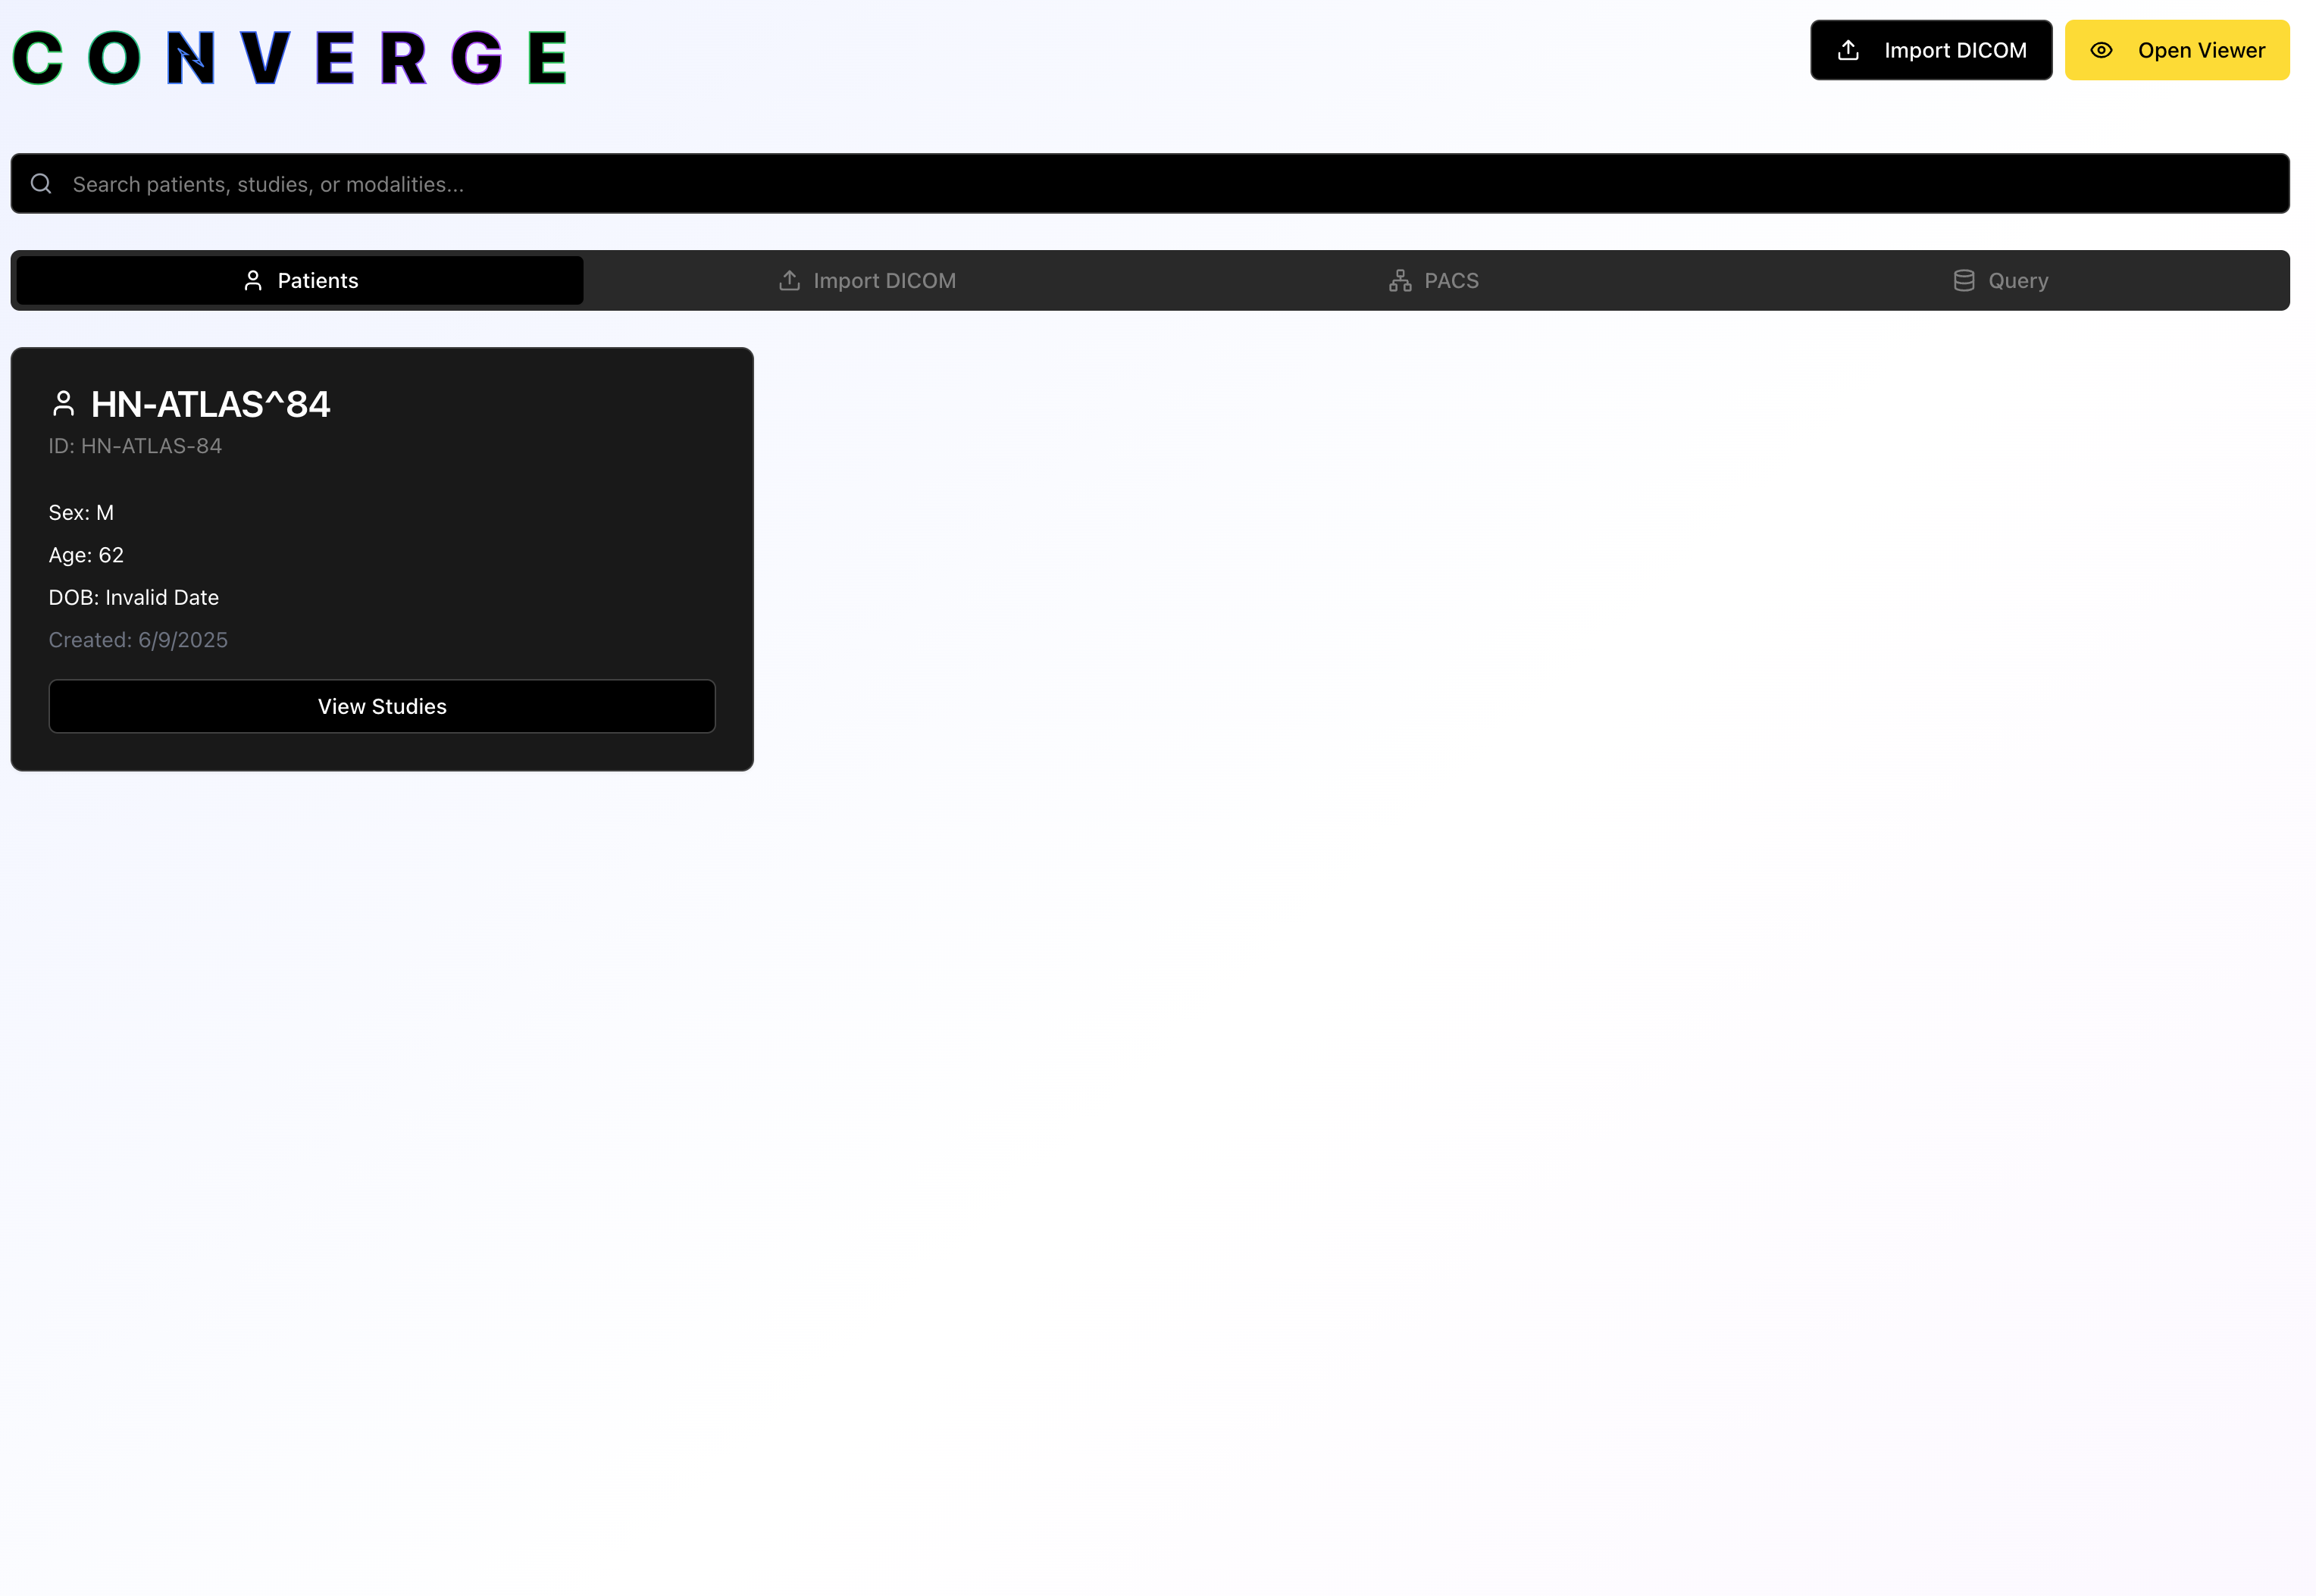 CONVERGE
Import DICOM
Open Viewer
Search patients, studies, or modalities...
Patients
Import DICOM
PACS
Query
HN-ATLAS^84
ID: HN-ATLAS-84
Sex: M
Age: 62
DOB: Invalid Date
Created: 6/9/2025
View Studies